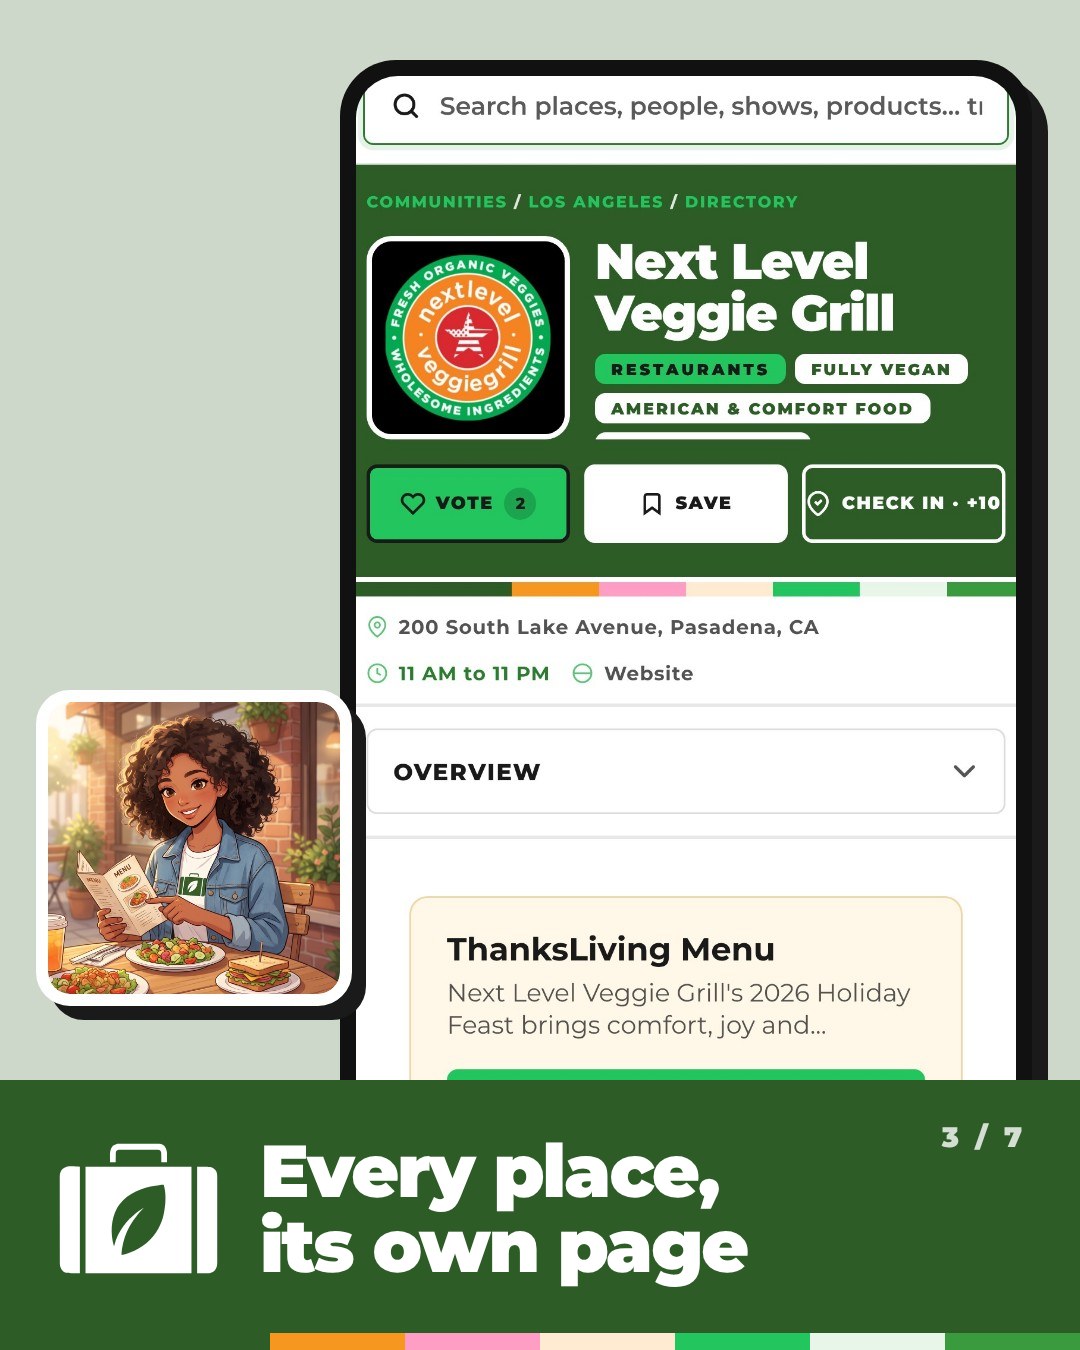 Search places, people, shows, products... tr
COMMUNITIES / LOS ANGELES / DIRECTORY
FRESH ORGANIC VEGGIES
nextlevel
veggiegrill
WHOLESOME INGREDIENTS
Next Level
Veggie Grill
RESTAURANTS FULLY VEGAN
AMERICAN & COMFORT FOOD
VOTE 2 SAVE CHECK IN · +10
200 South Lake Avenue, Pasadena, CA
11 AM to 11 PM Website
OVERVIEW
MENU
ThanksLiving Menu
Next Level Veggie Grill's 2026 Holiday
Feast brings comfort, joy and...
3 / 7
Every place,
its own page